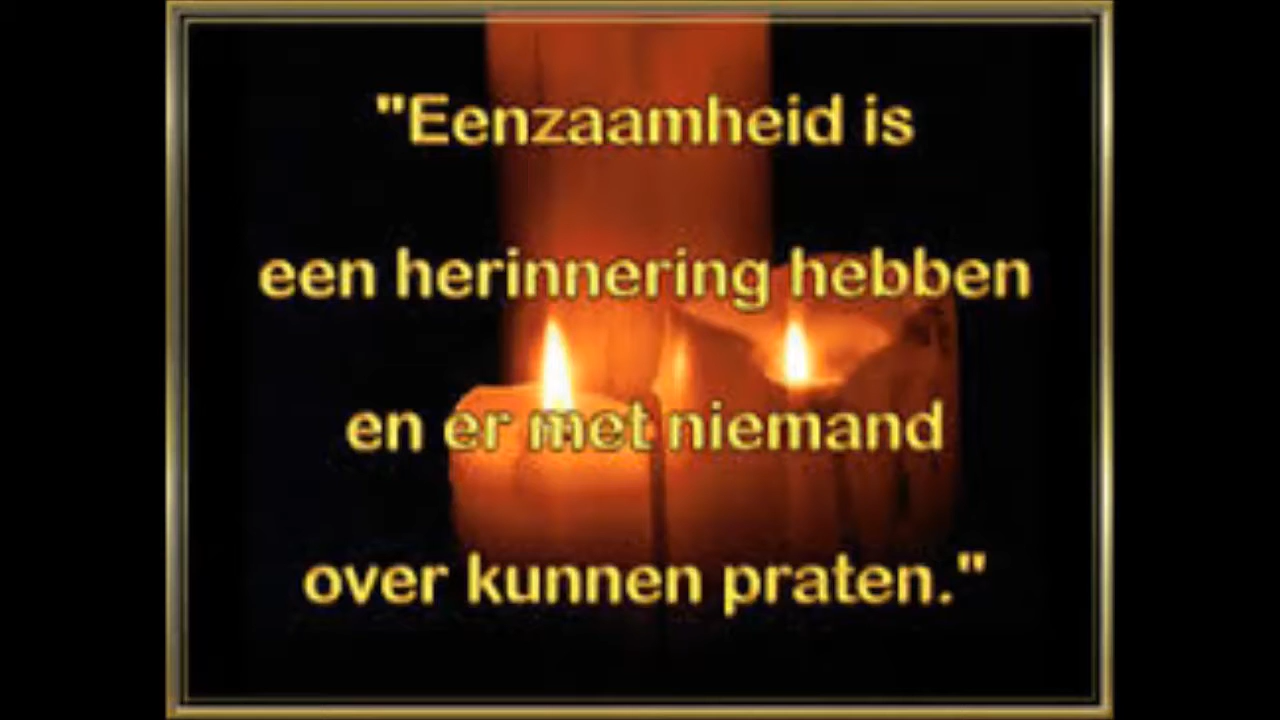 "Eenzaamheid is
een herinnering hebben
en er met niemand
over kunnen praten."